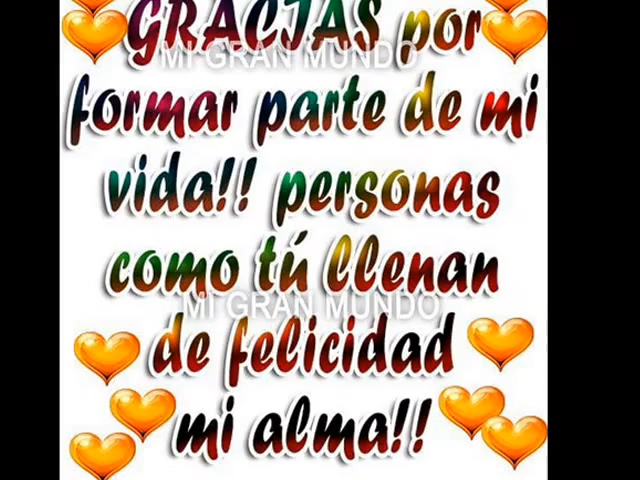 GRACIAS por
MI GRAN MUNDO
formar parte de mi
vida!! personas
como tú llenan
MI GRAN MUNDO
de felicidad
mi alma!!